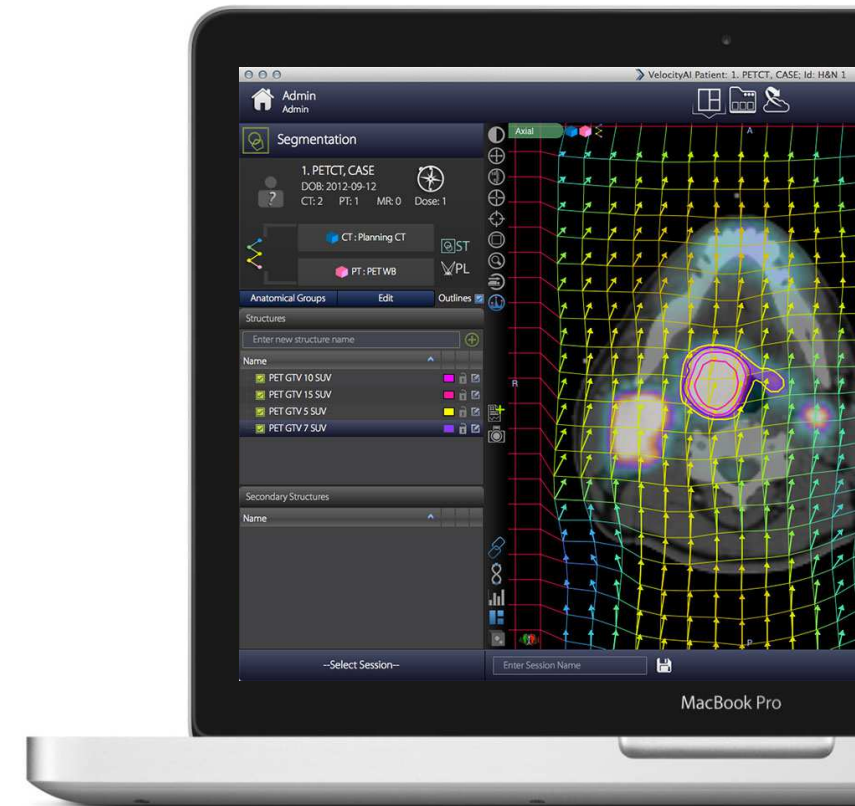 VelocityAI Patient: 1. PETCT, CASE; Id: H&N 1
Admin
Admin
Segmentation
Axial
A
1. PETCT, CASE
DOB: 2012-09-12
CT: 2 PT: 1 MR: 0 Dose: 1
?
CT : Planning CT
ST
PT : PET WB
PL
Anatomical Groups Edit Outlines
Structures
Enter new structure name
Name
R
PET GTV 10 SUV
PET GTV 15 SUV
PET GTV 5 SUV
PET GTV 7 SUV
Secondary Structures
Name
P
--Select Session--
Enter Session Name
MacBook Pro